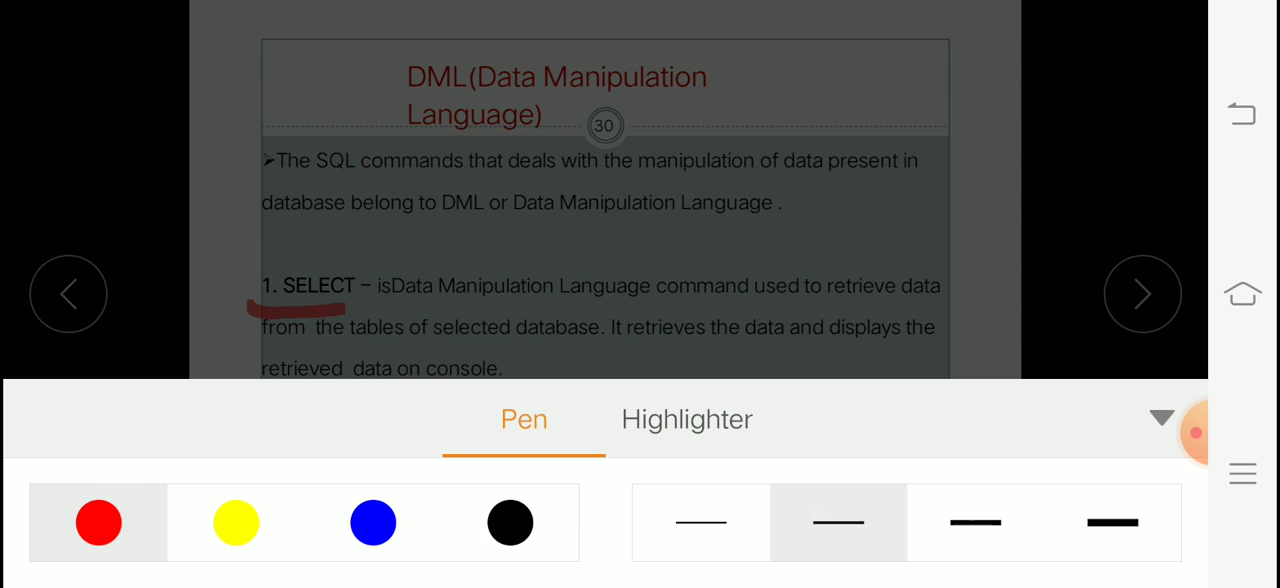 DML(Data Manipulation
Language)
30
➢The SQL commands that deals with the manipulation of data present in
database belong to DML or Data Manipulation Language .
1. SELECT – isData Manipulation Language command used to retrieve data
from the tables of selected database. It retrieves the data and displays the
retrieved data on console.
Pen Highlighter